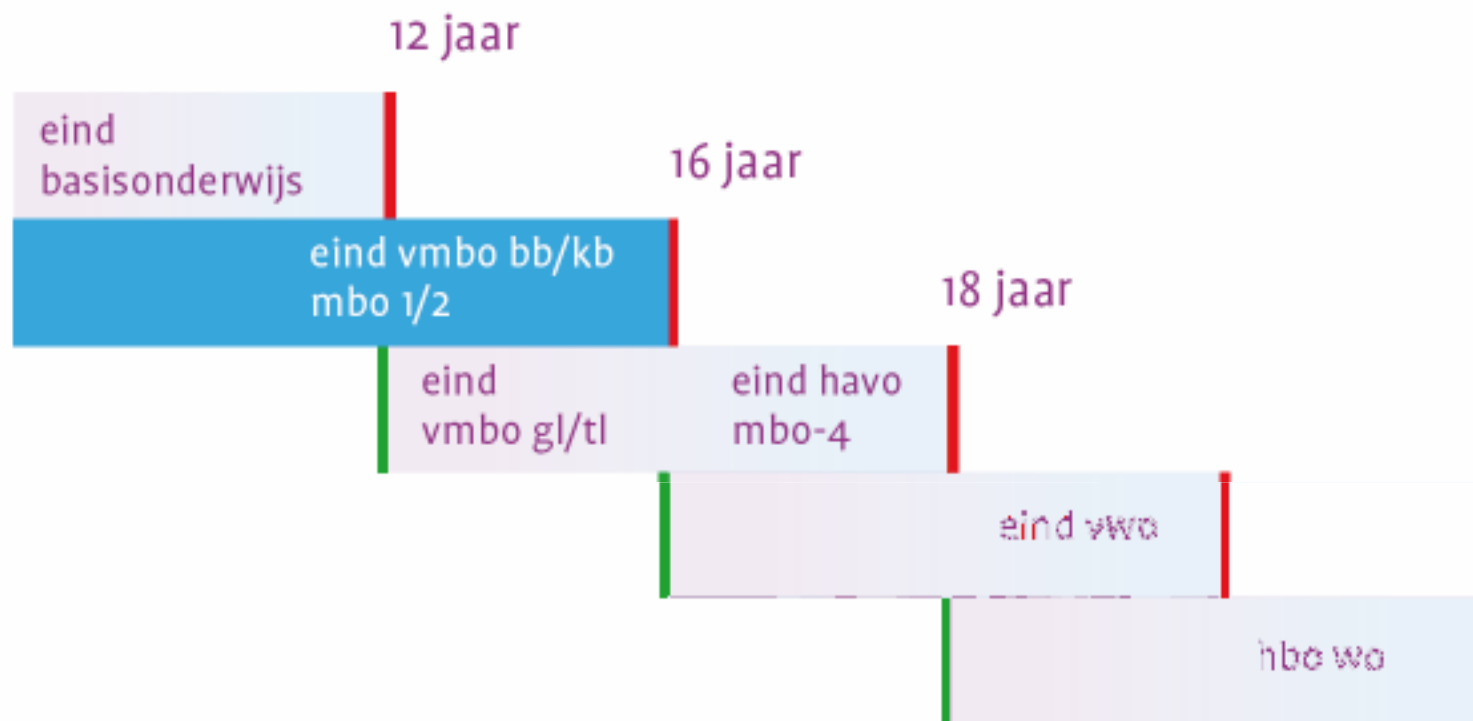 12 jaar
eind
basisonderwijs
16 jaar
eind vmbo bb/kb
mbo 1/2
18 jaar
eind
vmbo gl/tl
eind havo
mbo-4
eind vwo
hbo wo